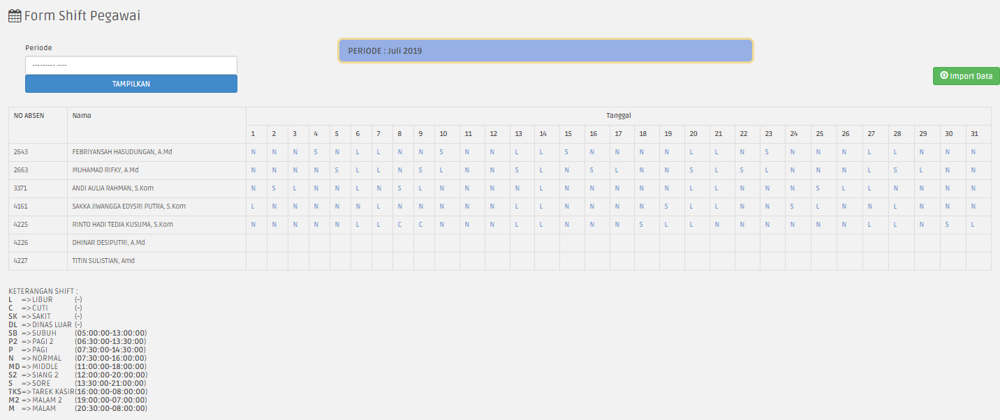 Form Shift Pegawai
Periode
--------- ----
TAMPILKAN
PERIODE : Juli 2019
Import Data
NO ABSEN Nama Tanggal
1 2 3 4 5 6 7 8 9 10 11 12 13 14 15 16 17 18 19 20 21 22 23 24 25 26 27 28 29 30 31
2643 FEBRIYANSAH HASUDUNGAN, A.Md N N N S N L L N N S N N L L S N N N N L L N S N N N L L N N N
2663 MUHAMAD RIFKY, A.Md N N N N S L L N S L N N S L N S L N N S L S L N N N L S L N N
3371 ANDI AULIA RAHMAN, S.Kom N S L N N L N S L N N N N L N N N N N L L N N N S L L N N N N
4161 SAKKA JIWANGGA EDYSRI PUTRA, S.Kom L N N N N N L N N N N N L L N N N N S L L N N S L N N L N N N
4225 RINTO HADI TEDJA KUSUMA, S.Kom N N N N N L L C C N N N L L N N N S L L N N N N N N L L N S L
4226 DHINAR DESIPUTRI, A.Md
4227 TITIN SULISTIAN, Amd
KETERANGAN SHIFT :
L =>LIBUR (-)
C =>CUTI (-)
SK =>SAKIT (-)
DL =>DINAS LUAR (-)
SB =>SUBUH (05:00:00-13:00:00)
P2 =>PAGI 2 (06:30:00-13:30:00)
P =>PAGI (07:30:00-14:30:00)
N =>NORMAL (07:30:00-16:00:00)
MD =>MIDDLE (11:00:00-18:00:00)
S2 =>SIANG 2 (12:00:00-20:00:00)
S =>SORE (13:30:00-21:00:00)
TKS=>TAREK KASIR(16:00:00-08:00:00)
M2 =>MALAM 2 (19:00:00-07:00:00)
M =>MALAM (20:30:00-08:00:00)